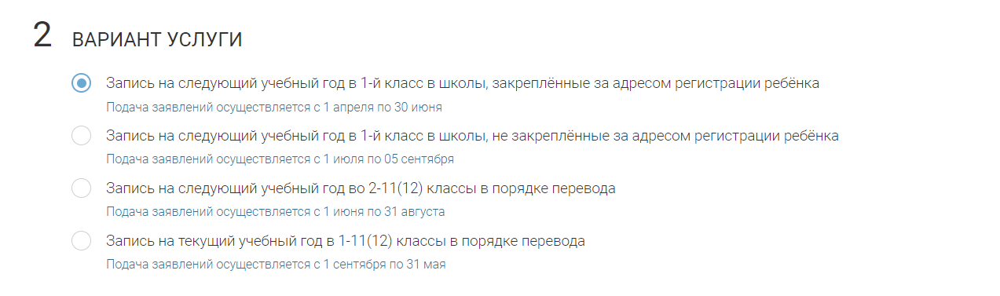 2 ВАРИАНТ УСЛУГИ
Запись на следующий учебный год в 1-й класс в школы, закреплённые за адресом регистрации ребёнка
Подача заявлений осуществляется с 1 апреля по 30 июня
Запись на следующий учебный год в 1-й класс в школы, не закреплённые за адресом регистрации ребёнка
Подача заявлений осуществляется с 1 июля по 05 сентября
Запись на следующий учебный год во 2-11(12) классы в порядке перевода
Подача заявлений осуществляется с 1 июня по 31 августа
Запись на текущий учебный год в 1-11(12) классы в порядке перевода
Подача заявлений осуществляется с 1 сентября по 31 мая